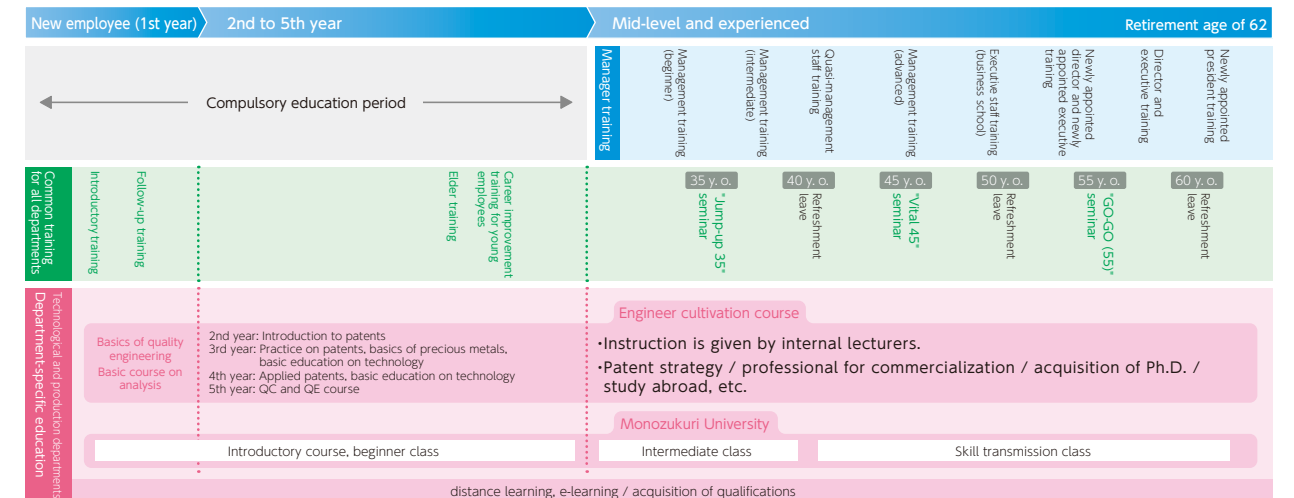 New employee (1st year)
2nd to 5th year
Mid-level and experienced
Retirement age of 62
Compulsory education period
Manager training
Management training
(beginner)
Management training
(intermediate)
Quasi-management
staff training
Management training
(advanced)
Executive staff training
(business school)
Newly appointed
director and newly
appointed executive
training
Director and
executive training
Newly appointed
president training
Common training
for all departments
Introductory training
Follow-up training
Elder training
Career improvement
training for young
employees
35 y. o.
"Jump-up 35"
seminar
40 y. o.
Refreshment
leave
45 y. o.
"Vital 45"
seminar
50 y. o.
Refreshment
leave
55 y. o.
"GO-GO (55)"
seminar
60 y. o.
Refreshment
leave
Technological and production departments
Department-specific education
Basics of quality
engineering
Basic course on
analysis
2nd year: Introduction to patents
3rd year: Practice on patents, basics of precious metals,
basic education on technology
4th year: Applied patents, basic education on technology
5th year: QC and QE course
Engineer cultivation course
・Instruction is given by internal lecturers.
・Patent strategy / professional for commercialization / acquisition of Ph.D. /
study abroad, etc.
Monozukuri University
Introductory course, beginner class
Intermediate class
Skill transmission class
distance learning, e-learning / acquisition of qualifications